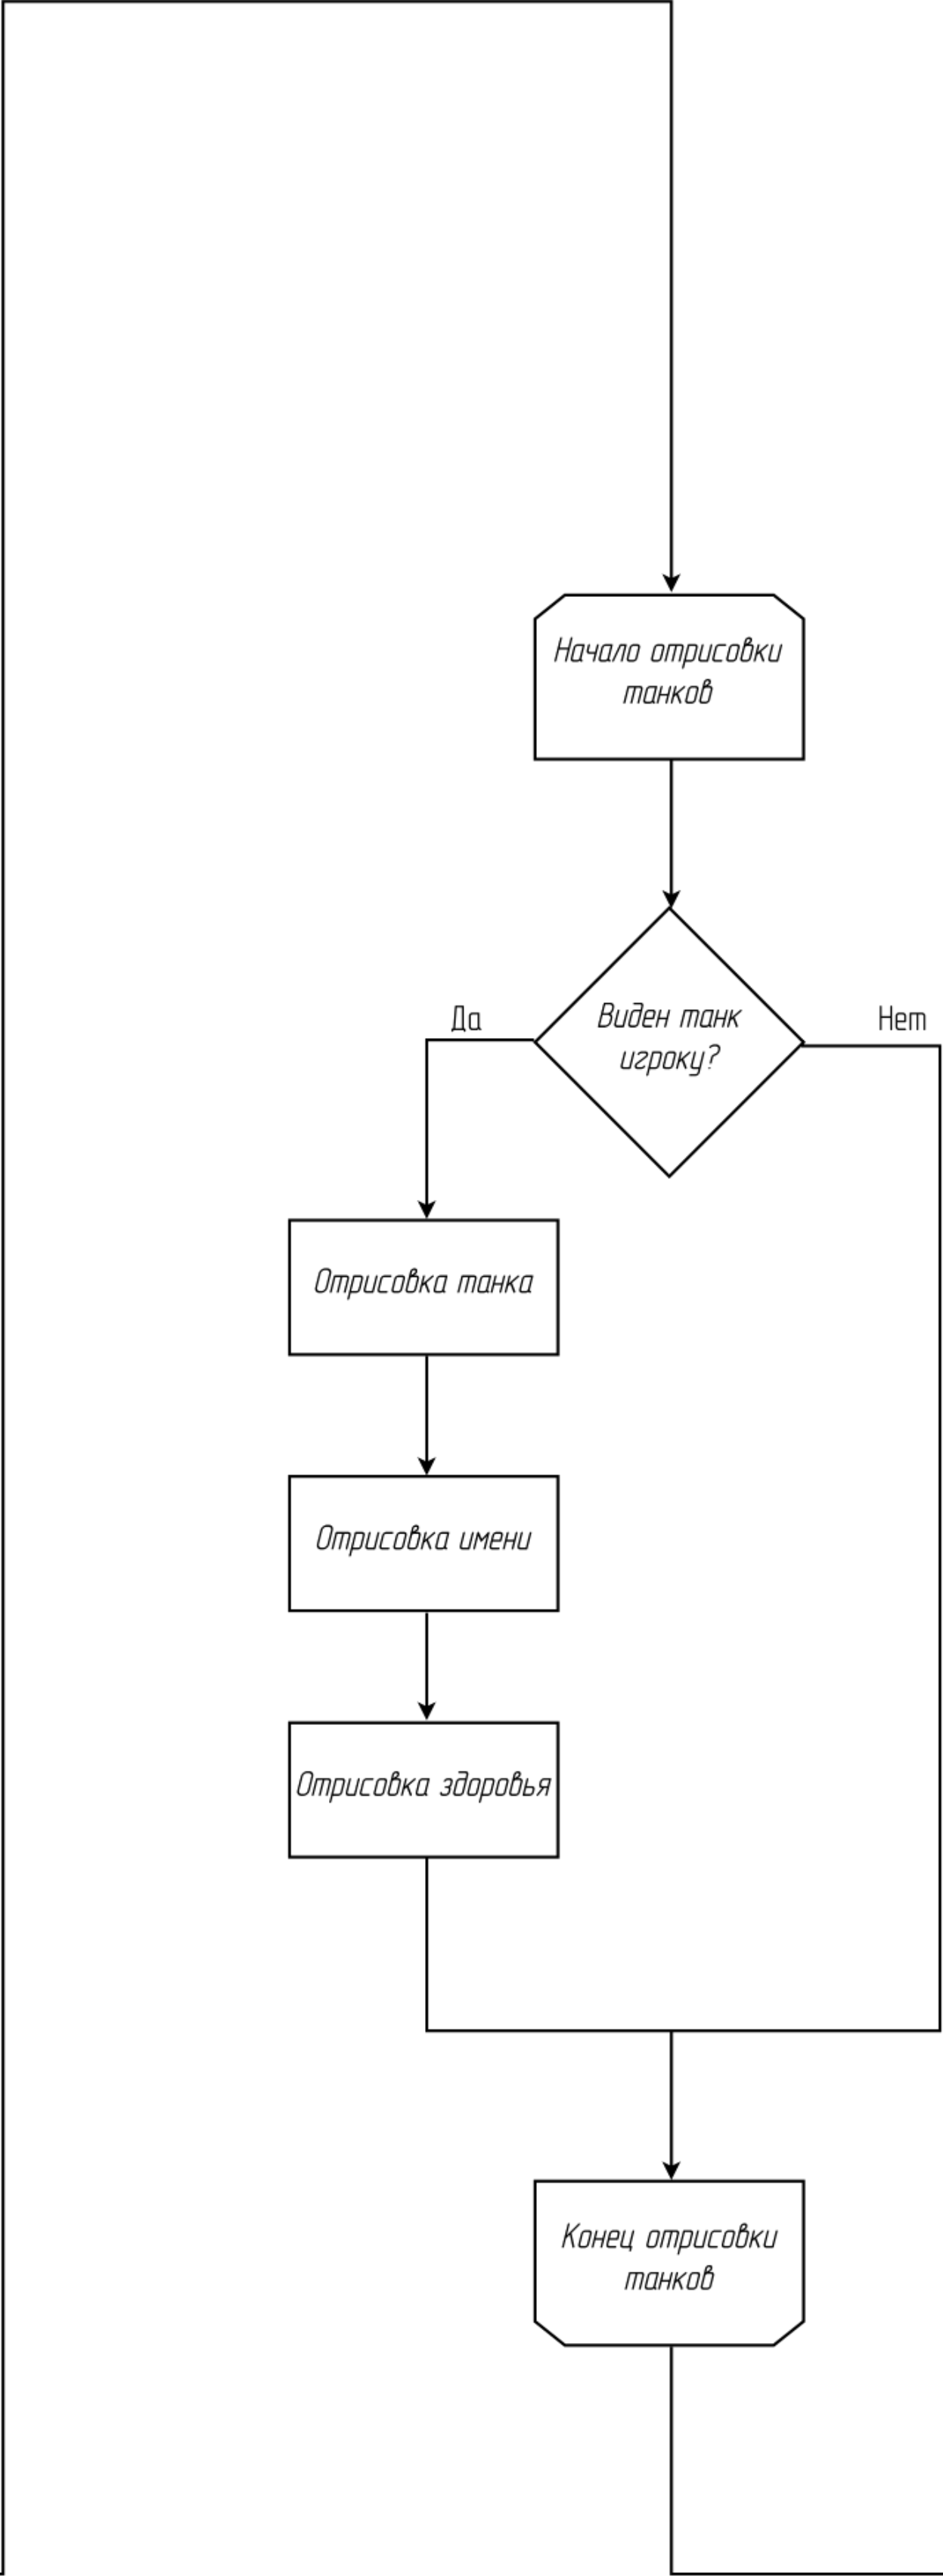 Начало отрисовки
танков
Виден танк
игроку?
Да
Нет
Отрисовка танка
Отрисовка имени
Отрисовка здоровья
Конец отрисовки
танков